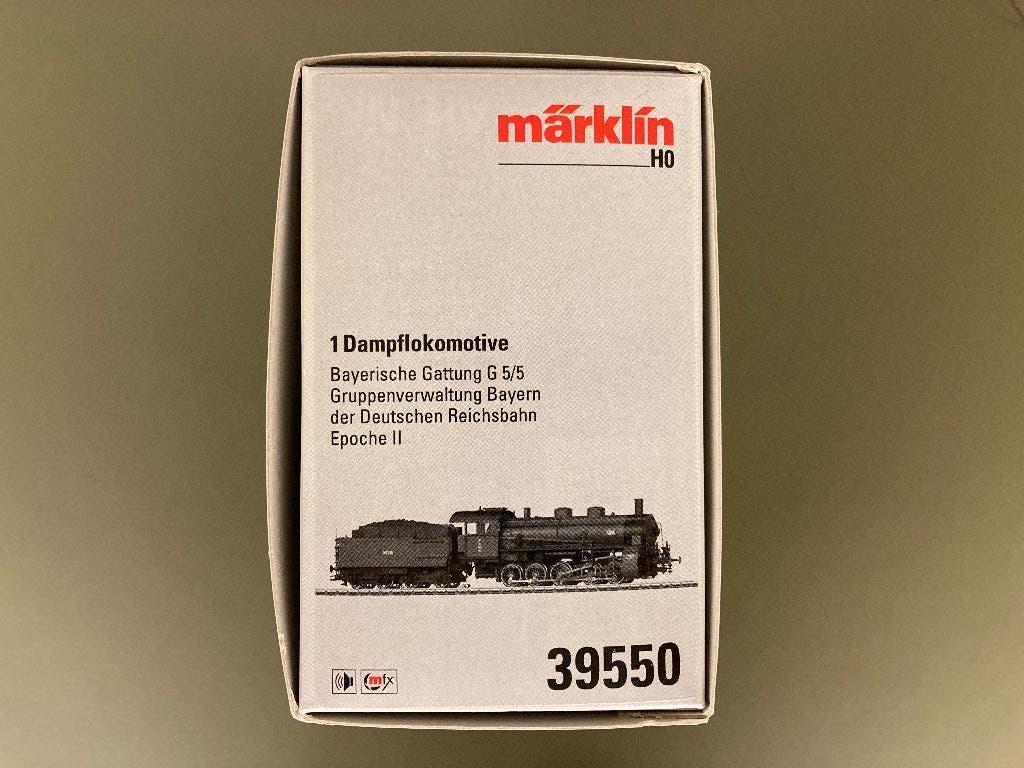 märklin
H0
1 Dampflokomotive
Bayerische Gattung G 5/5
Gruppenverwaltung Bayern
der Deutschen Reichsbahn
Epoche II
39550
mfx